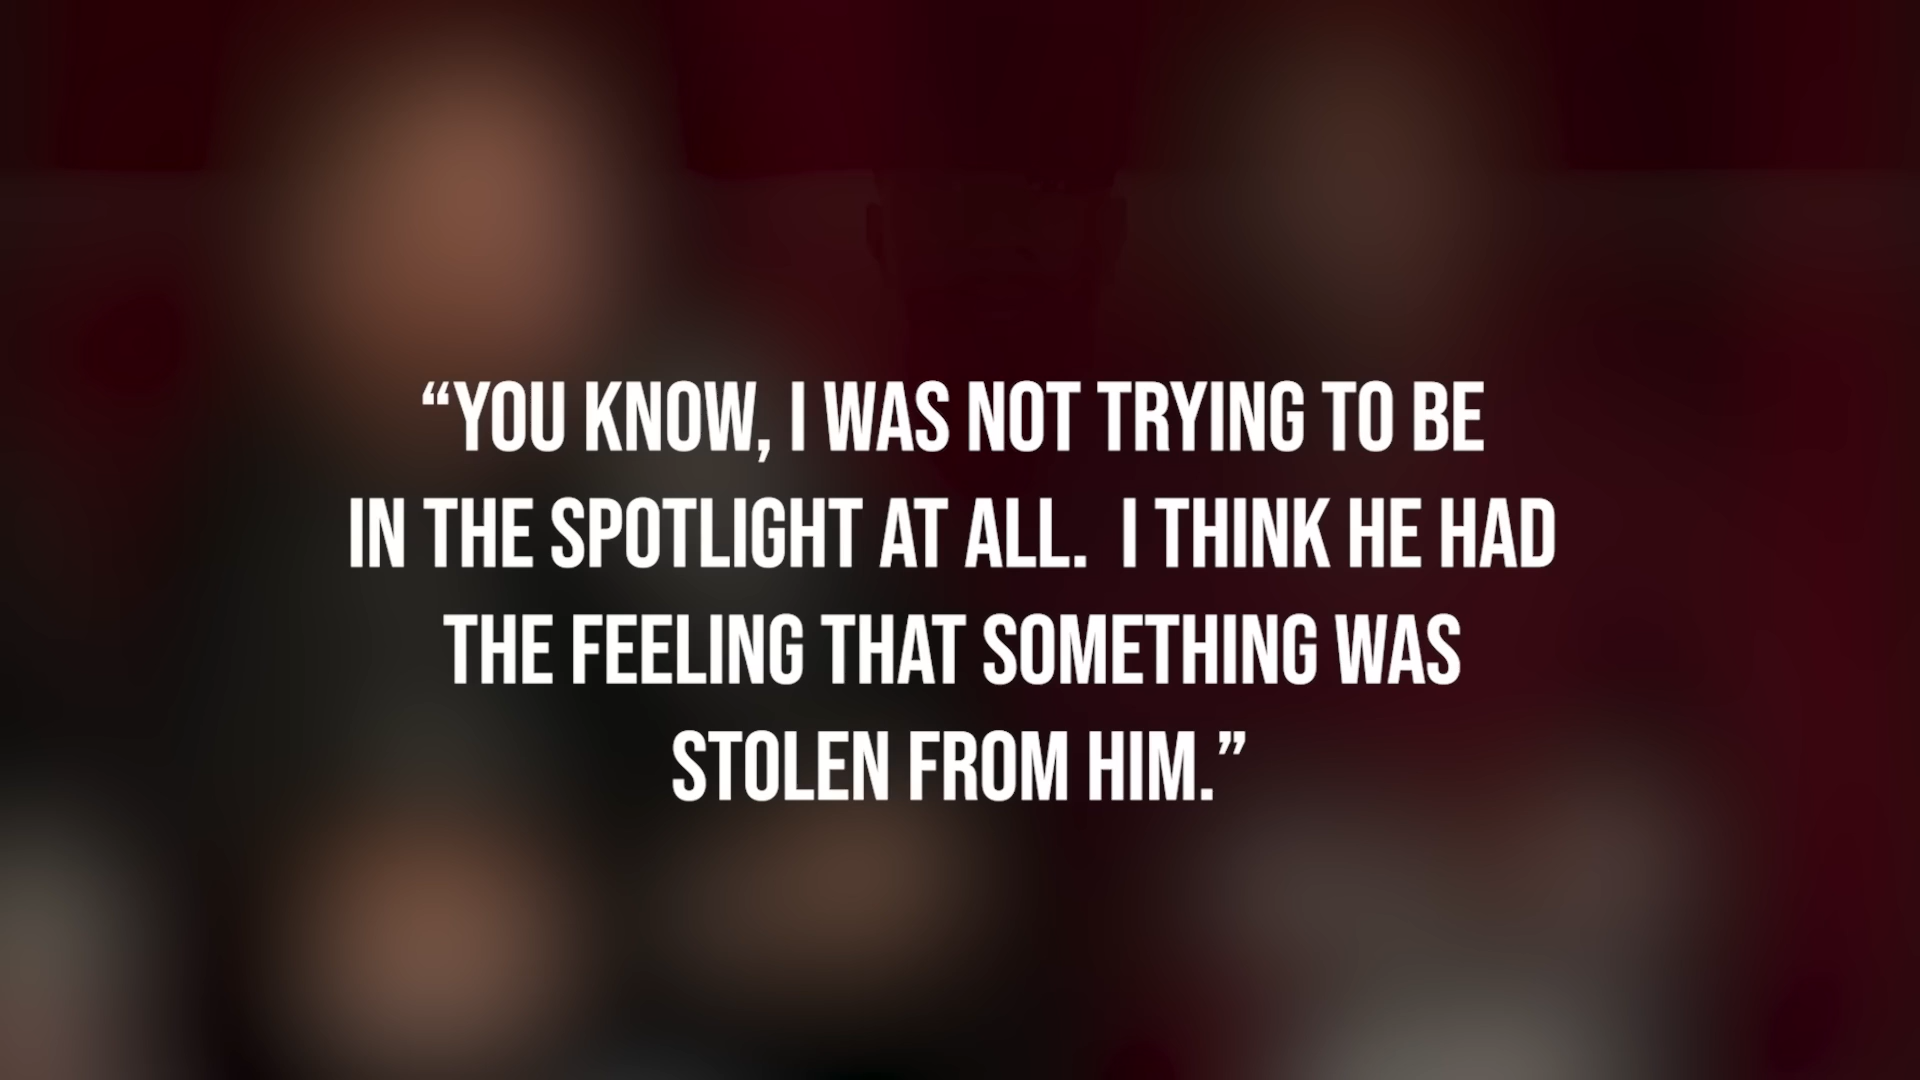 “YOU KNOW, I WAS NOT TRYING TO BE
IN THE SPOTLIGHT AT ALL.  I THINK HE HAD
THE FEELING THAT SOMETHING WAS
STOLEN FROM HIM.”